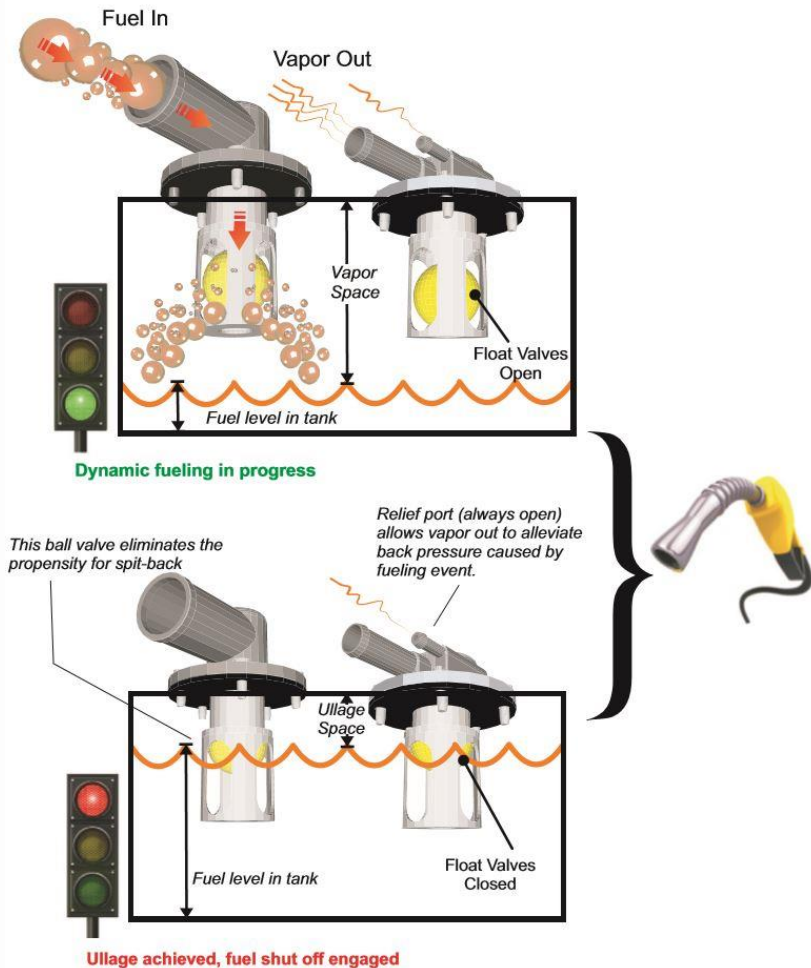 Fuel In
Vapor Out
Vapor
Space
Float Valves
Open
Fuel level in tank
Dynamic fueling in progress
Relief port (always open)
allows vapor out to alleviate
back pressure caused by
fueling event.
This ball valve eliminates the
propensity for spit-back
Ullage
Space
Fuel level in tank
Float Valves
Closed
Ullage achieved, fuel shut off engaged